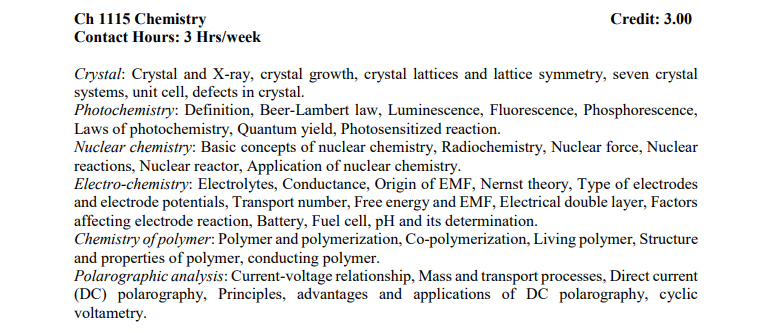 Ch 1115 Chemistry Credit: 3.00
Contact Hours: 3 Hrs/week
Crystal: Crystal and X-ray, crystal growth, crystal lattices and lattice symmetry, seven crystal
systems, unit cell, defects in crystal.
Photochemistry: Definition, Beer-Lambert law, Luminescence, Fluorescence, Phosphorescence,
Laws of photochemistry, Quantum yield, Photosensitized reaction.
Nuclear chemistry: Basic concepts of nuclear chemistry, Radiochemistry, Nuclear force, Nuclear
reactions, Nuclear reactor, Application of nuclear chemistry.
Electro-chemistry: Electrolytes, Conductance, Origin of EMF, Nernst theory, Type of electrodes
and electrode potentials, Transport number, Free energy and EMF, Electrical double layer, Factors
affecting electrode reaction, Battery, Fuel cell, pH and its determination.
Chemistry of polymer: Polymer and polymerization, Co-polymerization, Living polymer, Structure
and properties of polymer, conducting polymer.
Polarographic analysis: Current-voltage relationship, Mass and transport processes, Direct current
(DC) polarography, Principles, advantages and applications of DC polarography, cyclic
voltametry.